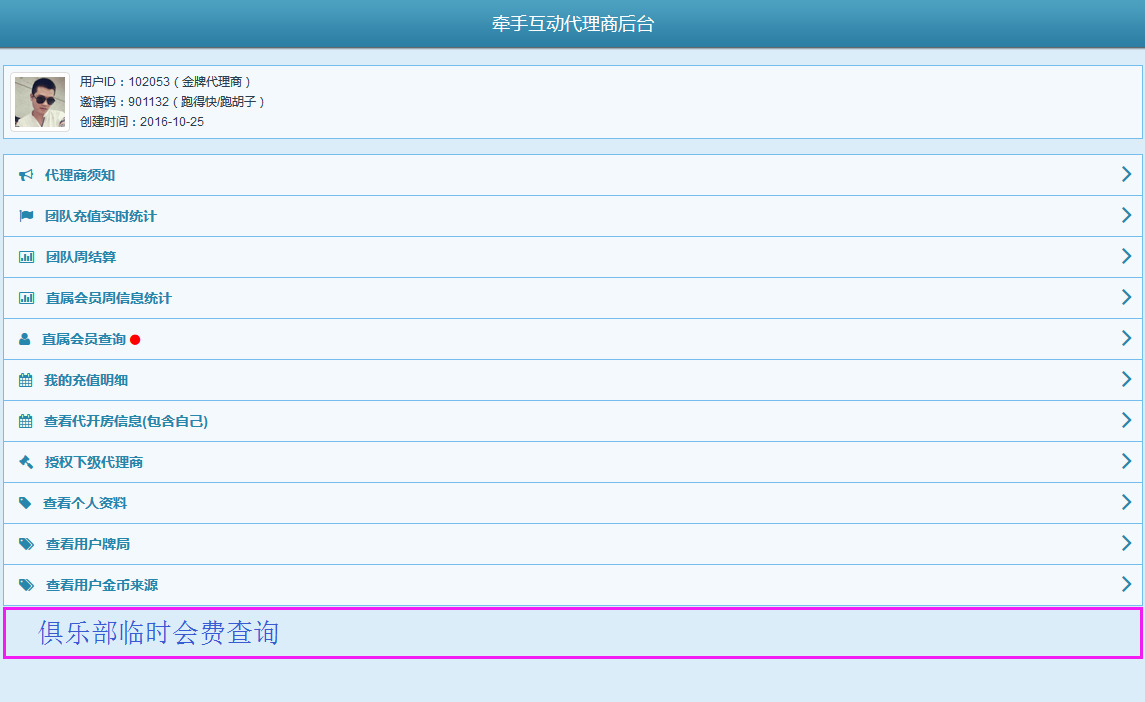 牵手互动代理商后台
用户ID：102053（金牌代理商）
邀请码：901132（跑得快/跑胡子）
创建时间：2016-10-25
代理商须知
团队充值实时统计
团队周结算
直属会员周信息统计
直属会员查询
我的充值明细
查看代开房信息(包含自己)
授权下级代理商
查看个人资料
查看用户牌局
查看用户金币来源
俱乐部临时会费查询